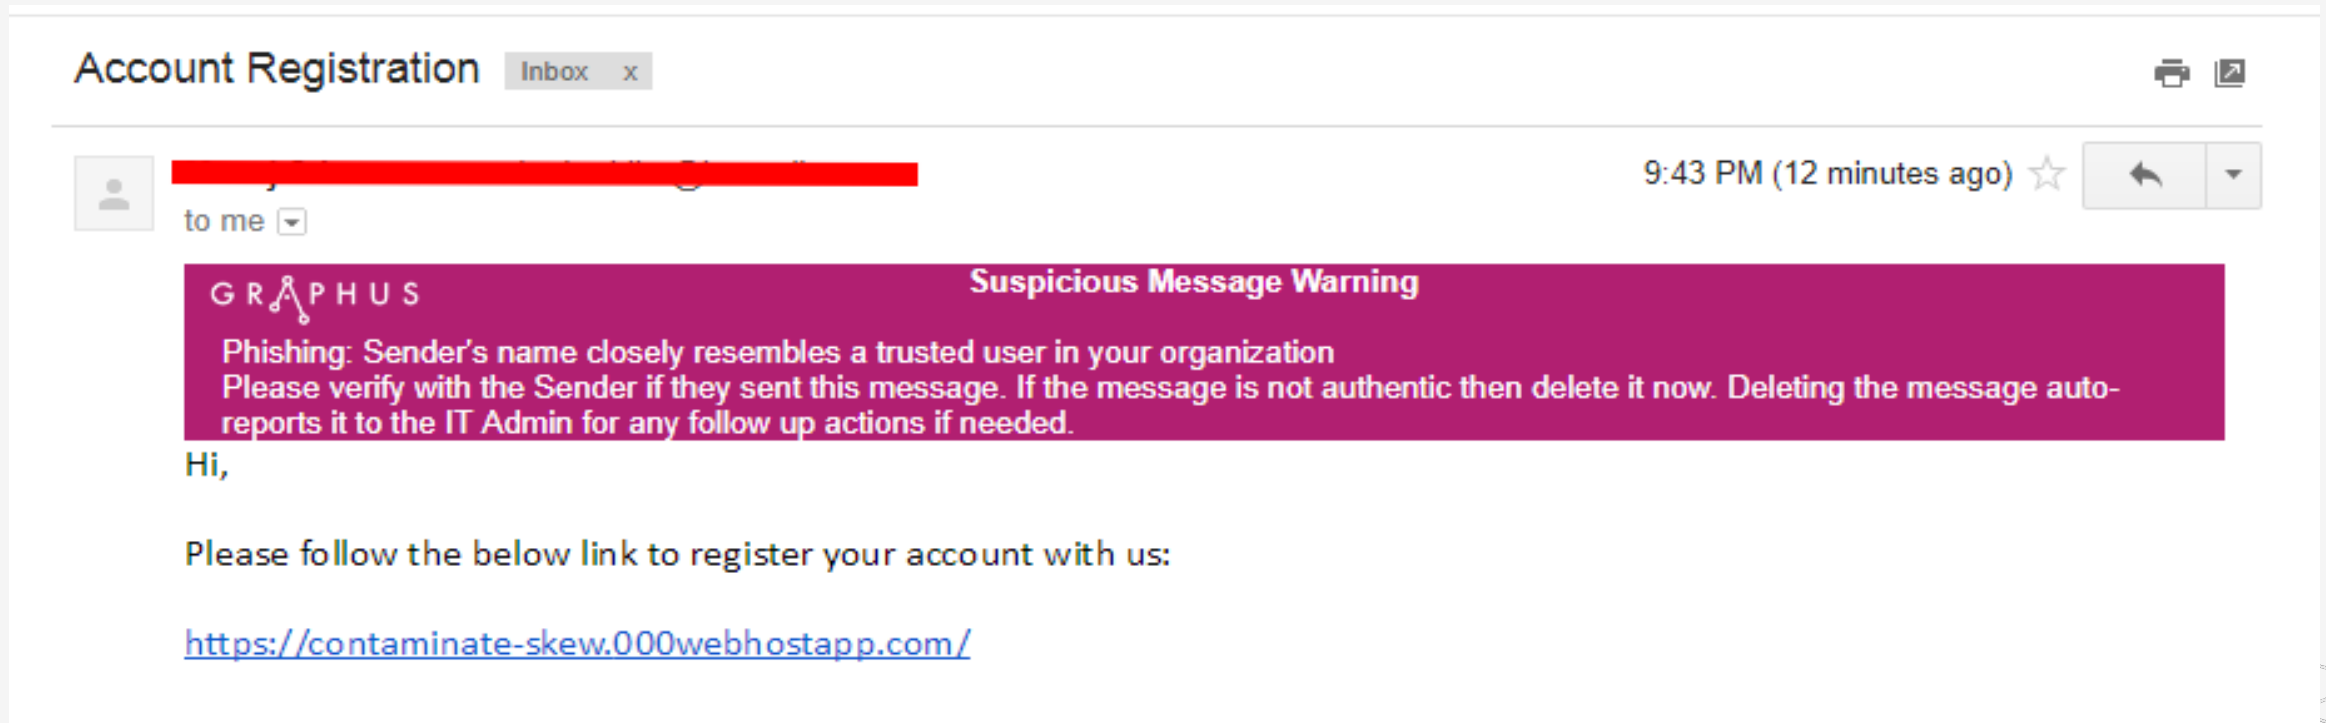 Account Registration Inbox x
9:43 PM (12 minutes ago)
to me
GRAPHUS Suspicious Message Warning
Phishing: Sender's name closely resembles a trusted user in your organization
Please verify with the Sender if they sent this message. If the message is not authentic then delete it now. Deleting the message auto-
reports it to the IT Admin for any follow up actions if needed.
Hi,
Please follow the below link to register your account with us:
https://contaminate-skew.000webhostapp.com/